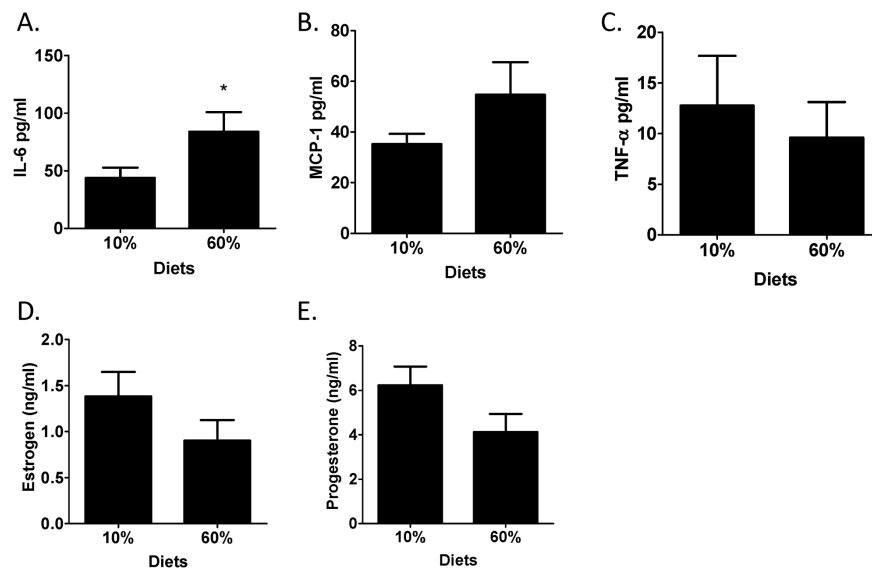 A.
IL-6 pg/ml
150
100
50
0
*
10% 60%
Diets
B.
MCP-1 pg/ml
80
60
40
20
0
10% 60%
Diets
C.
TNF-α pg/ml
20
15
10
5
0
10% 60%
Diets
D.
Estrogen (ng/ml)
2.0
1.5
1.0
0.5
0.0
10% 60%
Diets
E.
Progesterone (ng/ml)
8
6
4
2
0
10% 60%
Diets